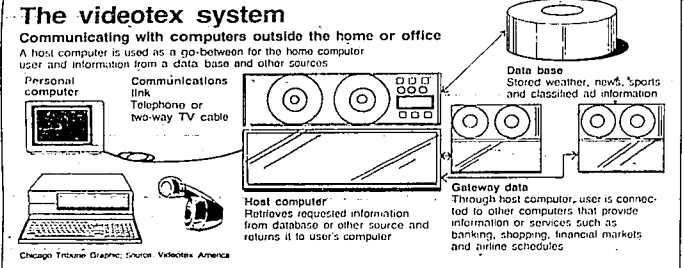 The videotex system
Communicating with computers outside the home or office
A host computer is used as a go-between for the home computer
user and information from a data base and other sources
Personal
computer
Communications
link
Telephone or
two-way TV cable
Host computer
Retrieves requested information
from database or other source and
returns it to user's computer
Data base
Stored weather, news, sports
and classified ad information
Gateway data
Through host computer, user is connec-
ted to other computers that provide
information or services such as
banking, shopping, financial markets
and airline schedules
Chicago Tribune Graphic; Source: Videotex America